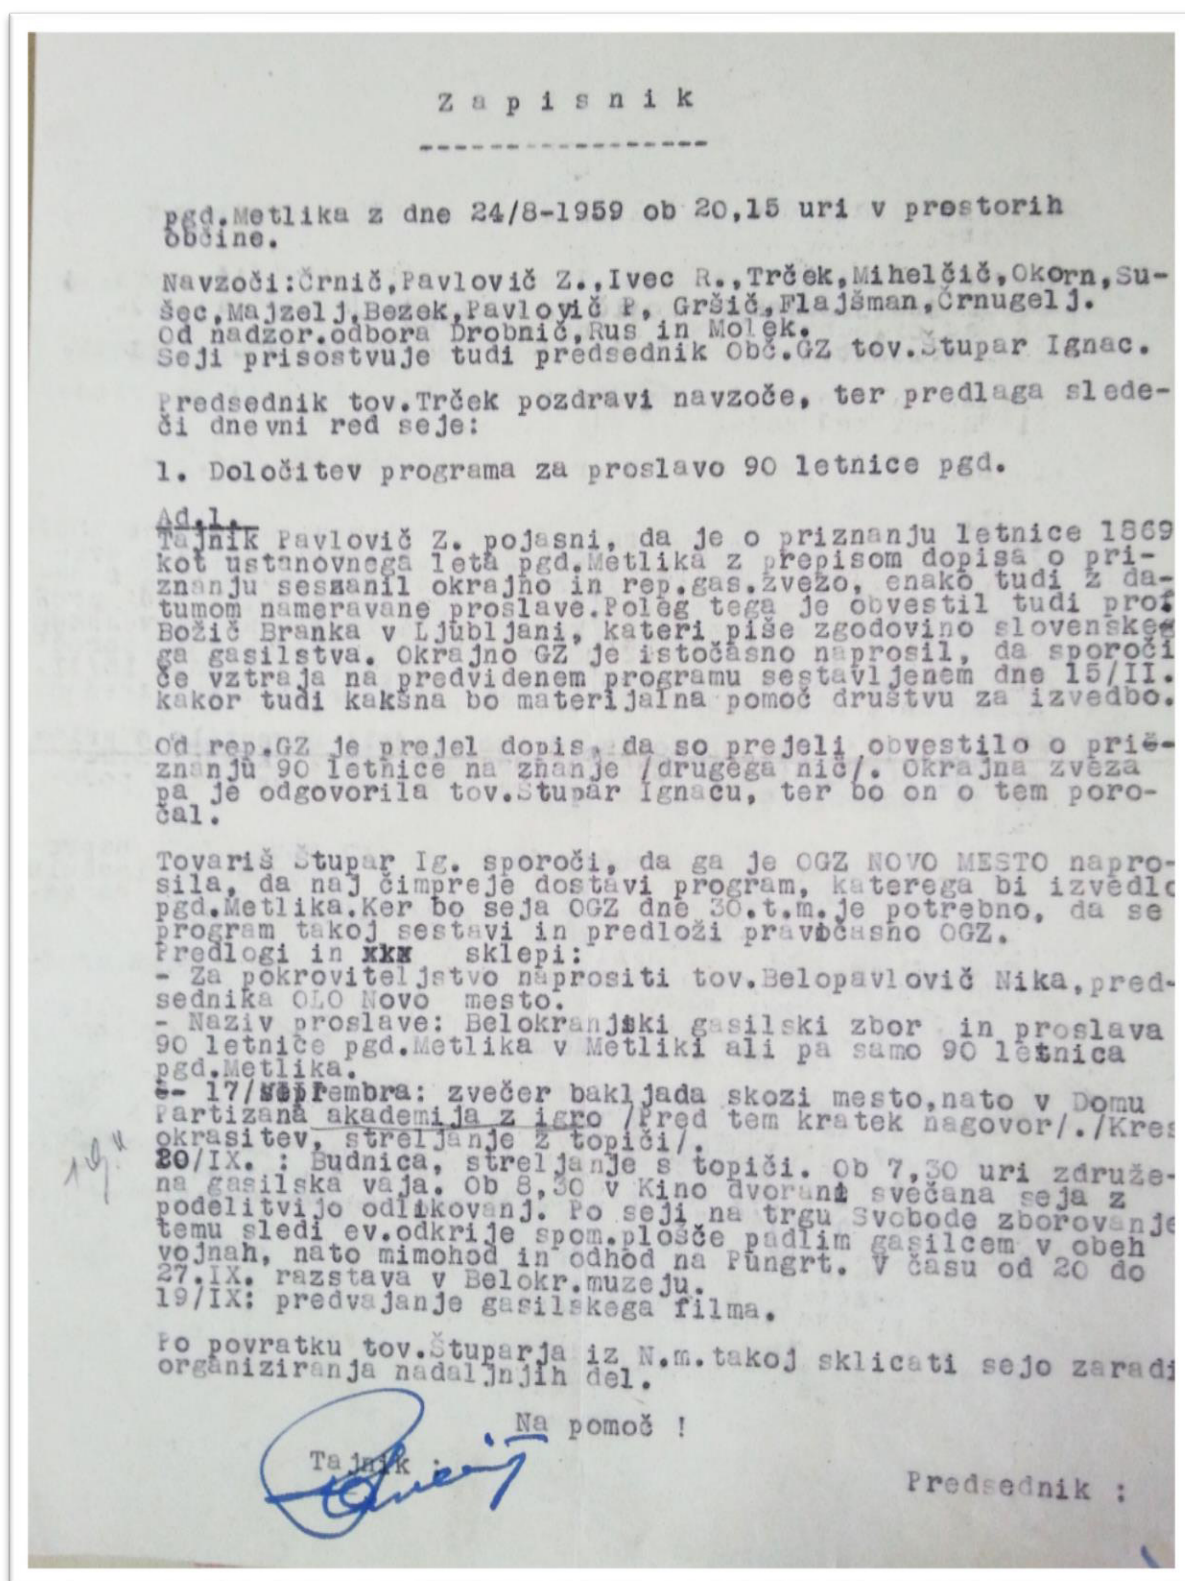 Z a p i s n i k
-----------------
pgd.Metlika z dne 24/8-1959 ob 20,15 uri v prostorih
občine.
Navzoči:Črnič,Pavlovič Z.,Ivec R.,Trček,Mihelčič,Okorn,Su-
šec,Majzelj,Bezek,Pavlovič P, Gršič,Flajšman,Črnugelj.
Od nadzor.odbora Drobnič,Rus in Molek.
Seji prisostvuje tudi predsednik Obč.GZ tov.Štupar Ignac.
Predsednik tov.Trček pozdravi navzoče, ter predlaga slede-
či dnevni red seje:
1. Določitev programa za proslavo 90 letnice pgd.
Ad.1.
Tajnik Pavlovič Z. pojasni, da je o priznanju letnice 1869
kot ustanovnega leta pgd.Metlika z prepisom dopisa o pri-
znanju seznanil okrajno in rep.gas.zvezo, enako tudi z da-
tumom nameravane proslave.Poleg tega je obvestil tudi prof
Božič Branka v Ljubljani, kateri piše zgodovino slovenskeg
ga gasilstva. Okrajno GZ je istočasno naprosil, da sporoči
če vztraja na predvidenem programu sestavljenem dne 15/II.
kakor tudi kakšna bo materijalna pomoč društvu za izvedbo.
Od rep.GZ je prejel dopis, da so prejeli obvestilo o pri-
znanju 90 letnice na znanje /drugega nič/. Okrajna zveza
pa je odgovorila tov.Štupar Ignacu, ter bo on o tem poro-
čal.
Tovariš Štupar Ig. sporoči, da ga je OGZ NOVO MESTO napro-
sila, da naj čimpreje dostavi program, katerega bi izvedlo
pgd.Metlika.Ker bo seja OGZ dne 30.t.m.je potrebno, da se
program takoj sestavi in predloži pravočasno OGZ.
Predlogi in xxx sklepi:
- Za pokroviteljstvo naprositi tov.Belopavlovič Nika,pred-
sednika OLO Novo mesto.
- Naziv proslave: Belokranjski gasilski zbor in proslava
90 letnice pgd.Metlika v Metliki ali pa samo 90 letnica
pgd.Metlika.
- 17/septembra: zvečer bakljada skozi mesto,nato v Domu
Partizana akademija z igro /Pred tem kratek nagovor/./Kres
okrasitev, streljanje z topiči/.
20/IX. : Budnica, streljanje s topiči. Ob 7,30 uri združe-
na gasilska vaja. Ob 8,30 v Kino dvorani svečana seja z
podelitvijo odlikovanj. Po seji na trgu Svobode zborovanje
temu sledi ev.odkrije spom.plošče padlim gasilcem v obeh
vojnah, nato mimohod in odhod na Pungrt. V času od 20 do
27.IX. razstava v Belokr.muzeju.
19/IX: predvajanje gasilskega filma.
Po povratku tov.Štuparja iz N.m.takoj sklicati sejo zaradi
organiziranja nadaljnjih del.
Na pomoč !
Tajnik :
Predsednik :